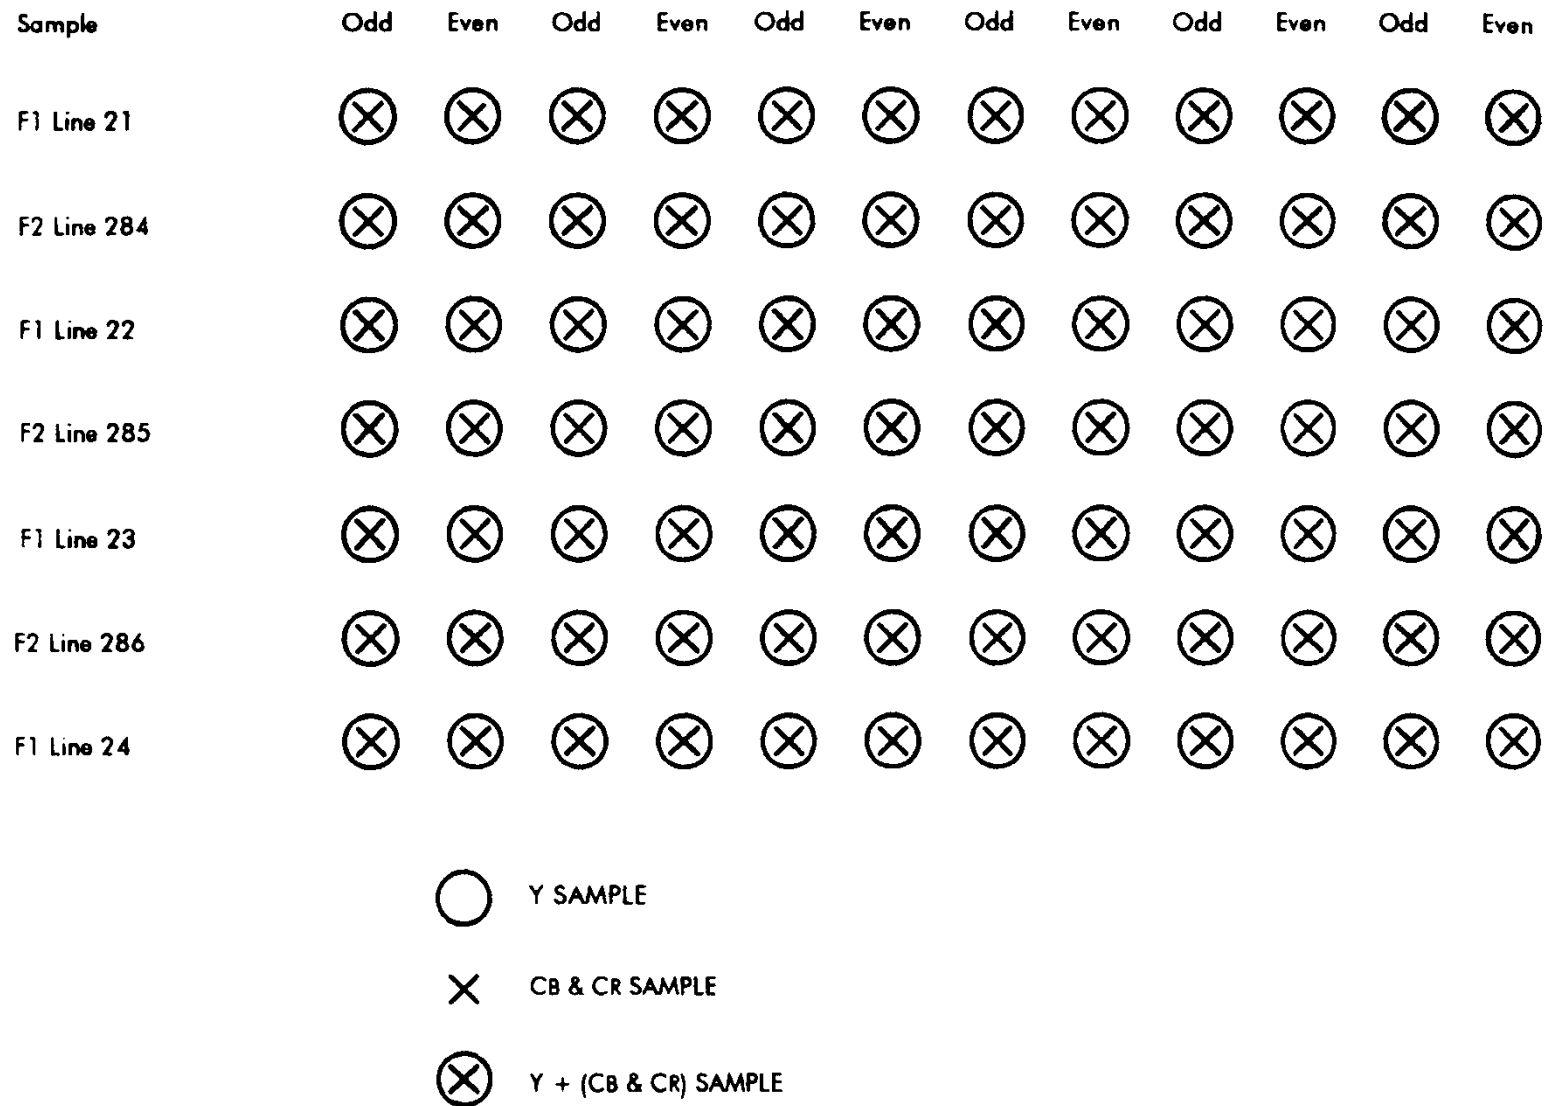 Sample Odd Even Odd Even Odd Even Odd Even Odd Even Odd Even
F1 Line 21
F2 Line 284
F1 Line 22
F2 Line 285
F1 Line 23
F2 Line 286
F1 Line 24
Y SAMPLE
CB & CR SAMPLE
Y + (CB & CR) SAMPLE